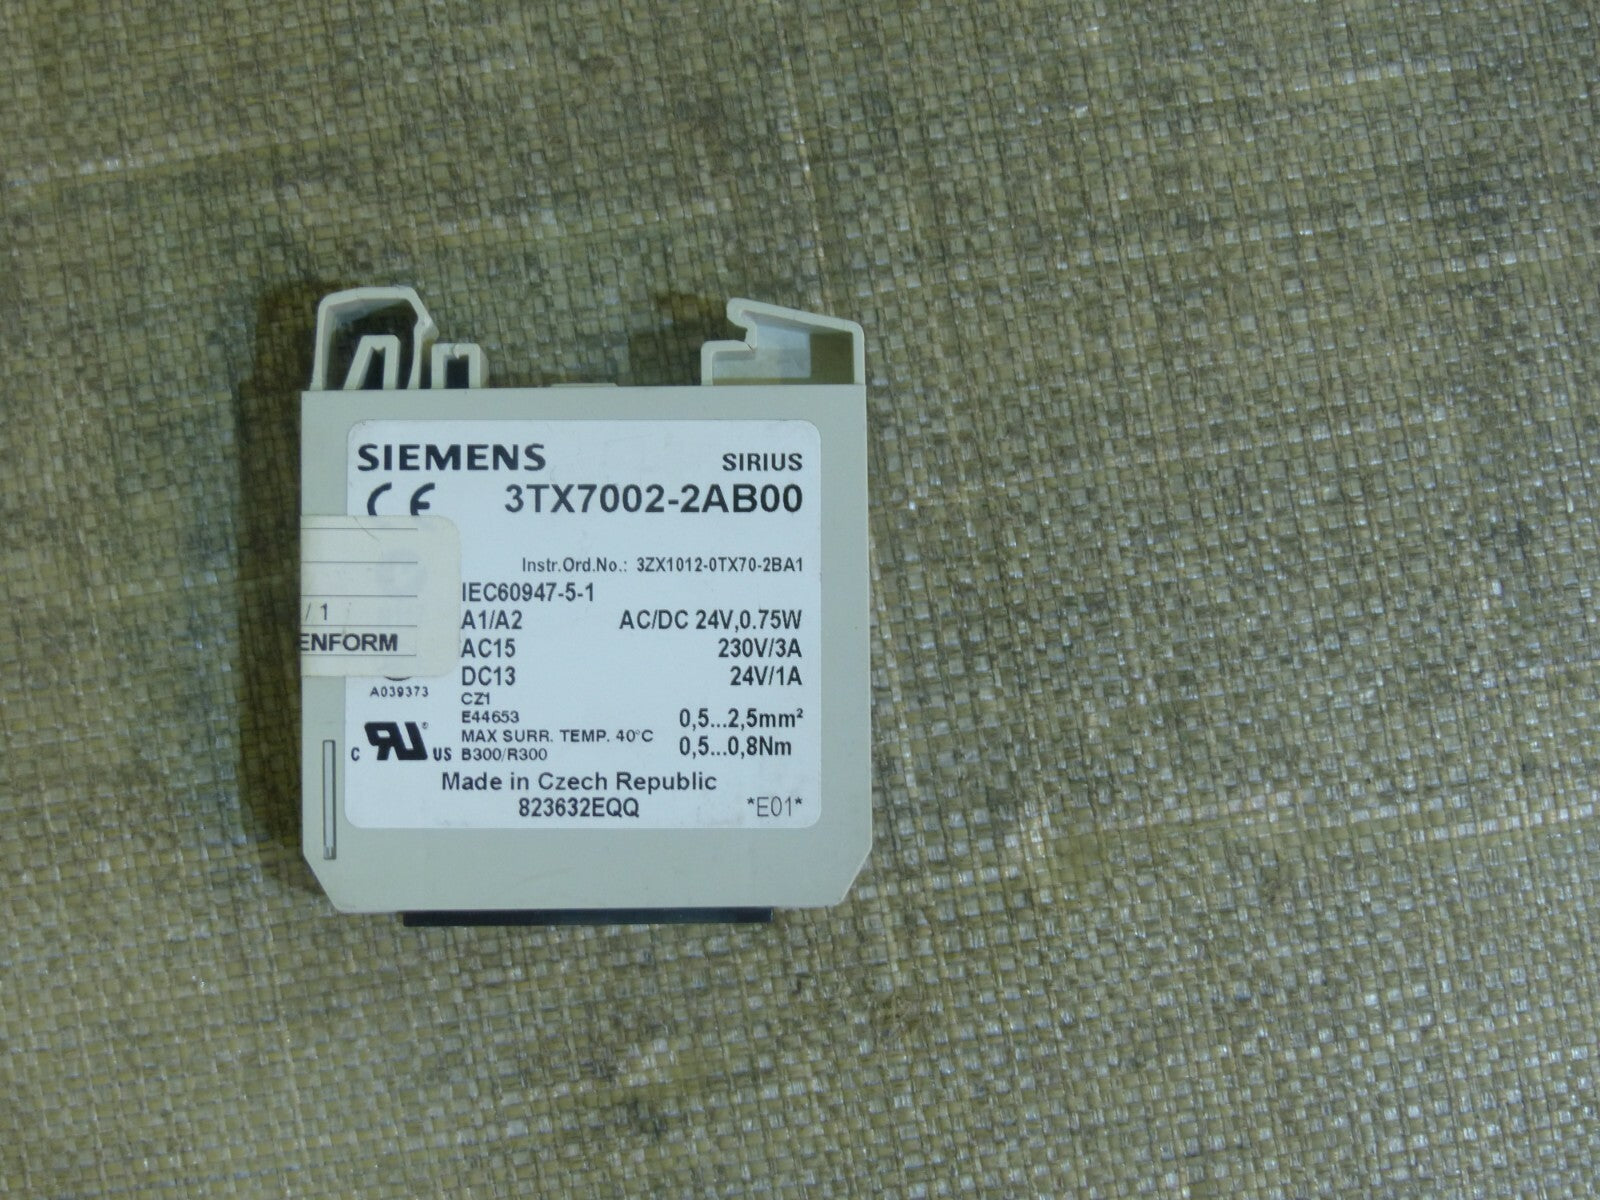 SIEMENS SIRIUS
CE 3TX7002-2AB00
Instr.Ord.No.: 3ZX1012-0TX70-2BA1
IEC60947-5-1
/ 1
A1/A2 AC/DC 24V,0.75W
ENFORM
AC15 230V/3A
DC13 24V/1A
A039373
CZ1
E44653 0,5...2,5mm²
MAX SURR. TEMP. 40°C
C RU® US B300/R300 0,5...0,8Nm
Made in Czech Republic
823632EQQ *E01*